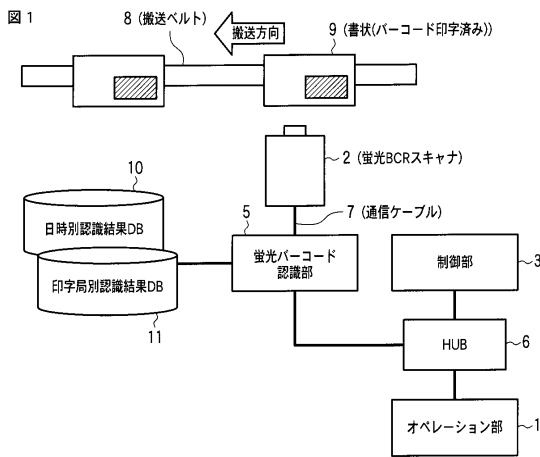 図1
8(搬送ベルト)
搬送方向
9(書状(バーコード印字済み))
2(蛍光BCRスキャナ)
10
日時別認識結果DB
7(通信ケーブル)
5
蛍光バーコード
認識部
制御部
3
印字局別認識結果DB
11
HUB
6
オペレーション部
1